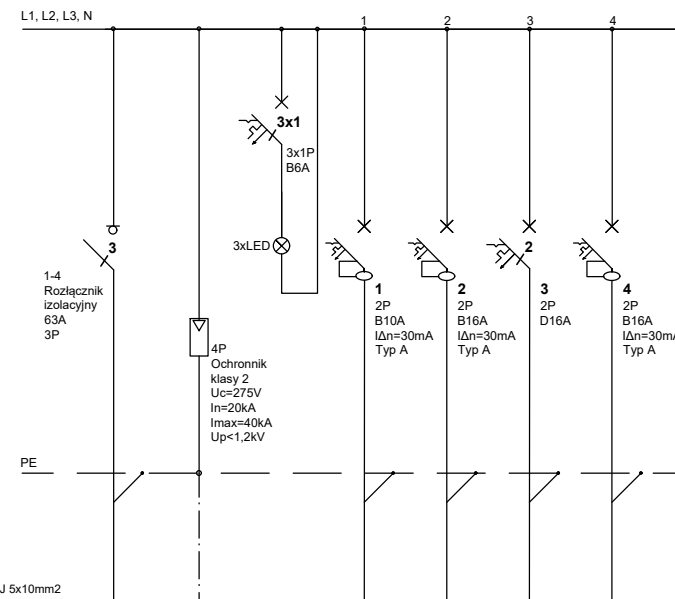 L1, L2, L3, N
1
2
3
4
3x1
3x1P
B6A
3xLED
3
1-4
Rozłącznik
izolacyjny
63A
3P
4P
Ochronnik
klasy 2
Uc=275V
In=20kA
Imax=40kA
Up<1,2kV
1
2P
B10A
IΔn=30mA
Typ A
2
2P
B16A
IΔn=30mA
Typ A
2
3
2P
D16A
4
2P
B16A
IΔn=30mA
Typ A
PE
J 5x10mm2